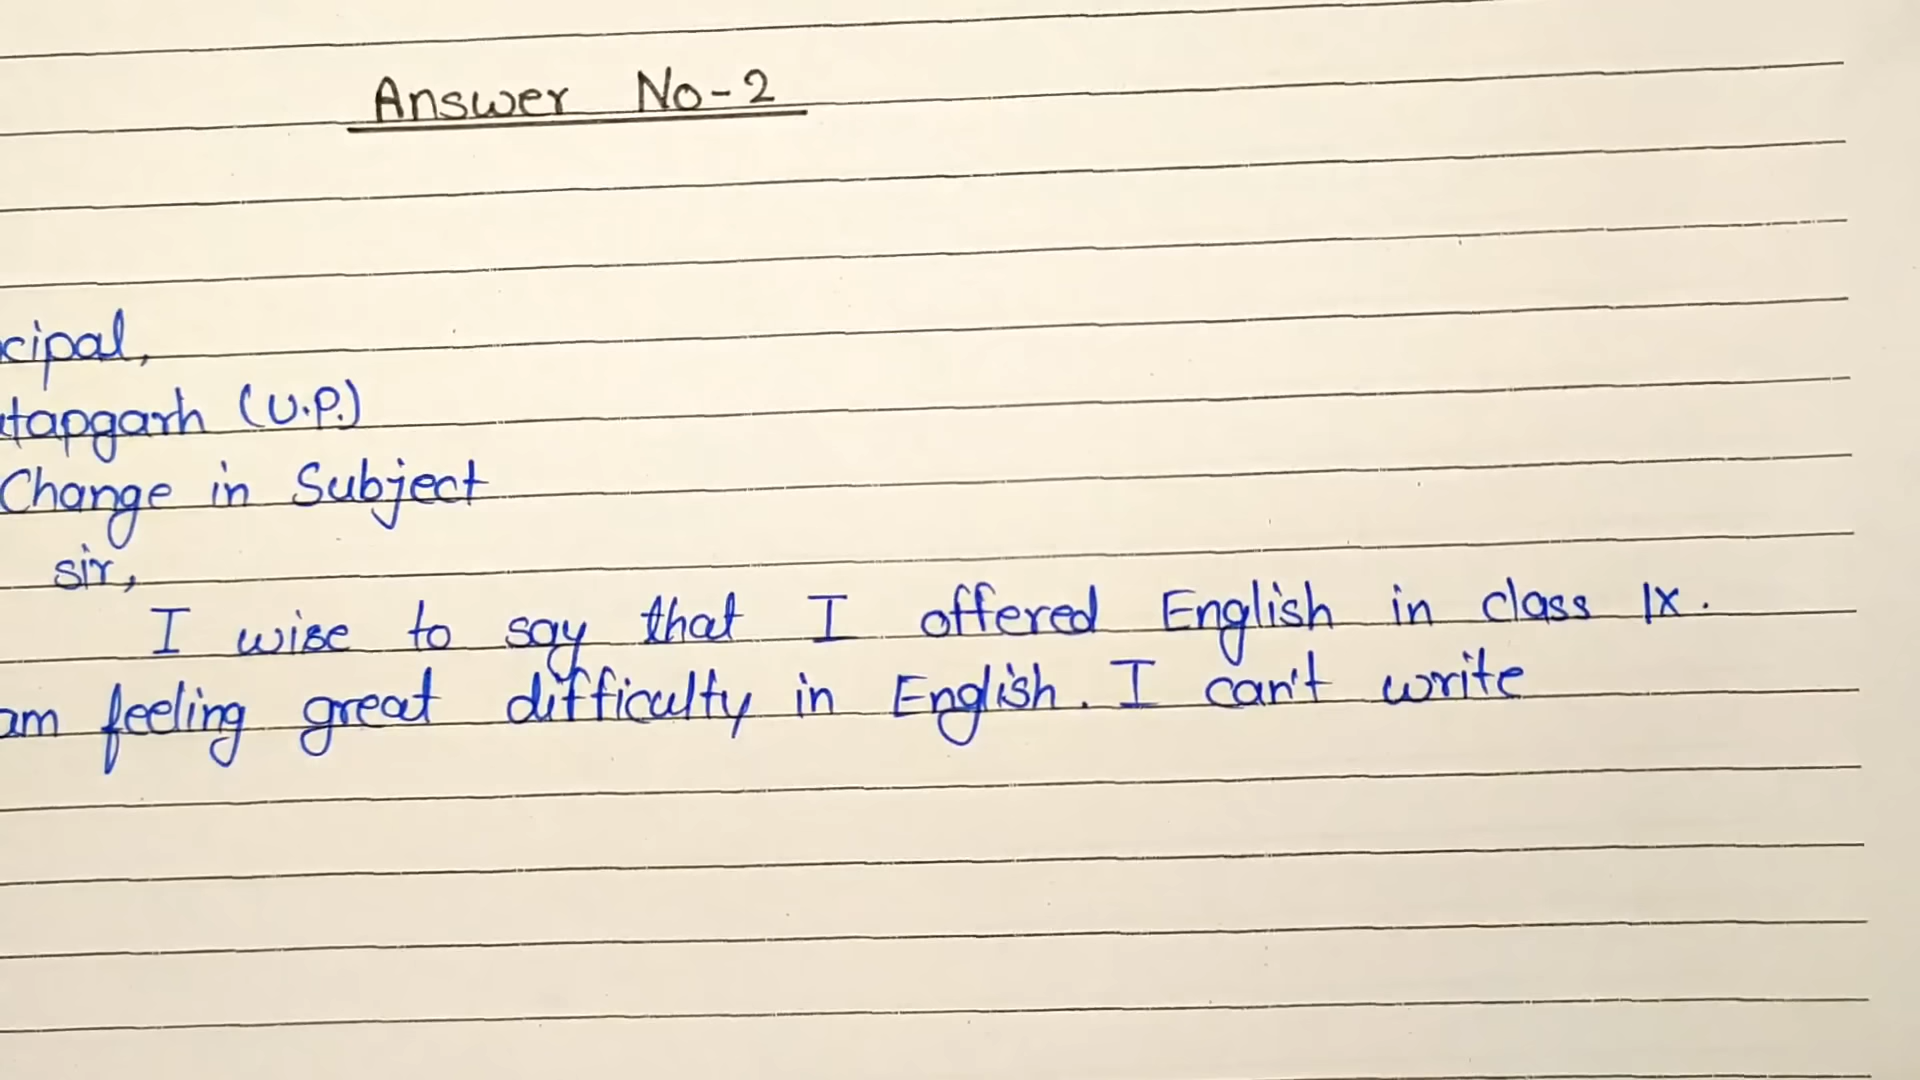 Answer No-2
cipal,
tapgarh (U.P.)
Change in Subject
sir,
I wise to say that I offered English in class IX.
am feeling great difficulty in English. I can't write